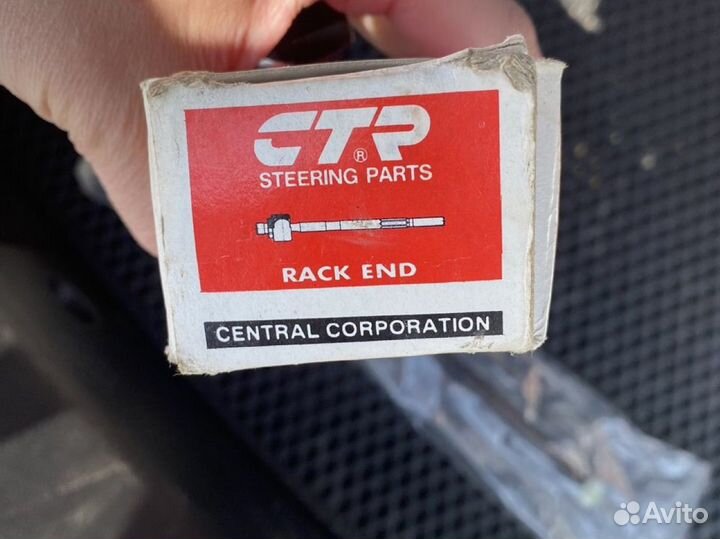 CTR
®
STEERING PARTS
RACK END
CENTRAL CORPORATION
Avito